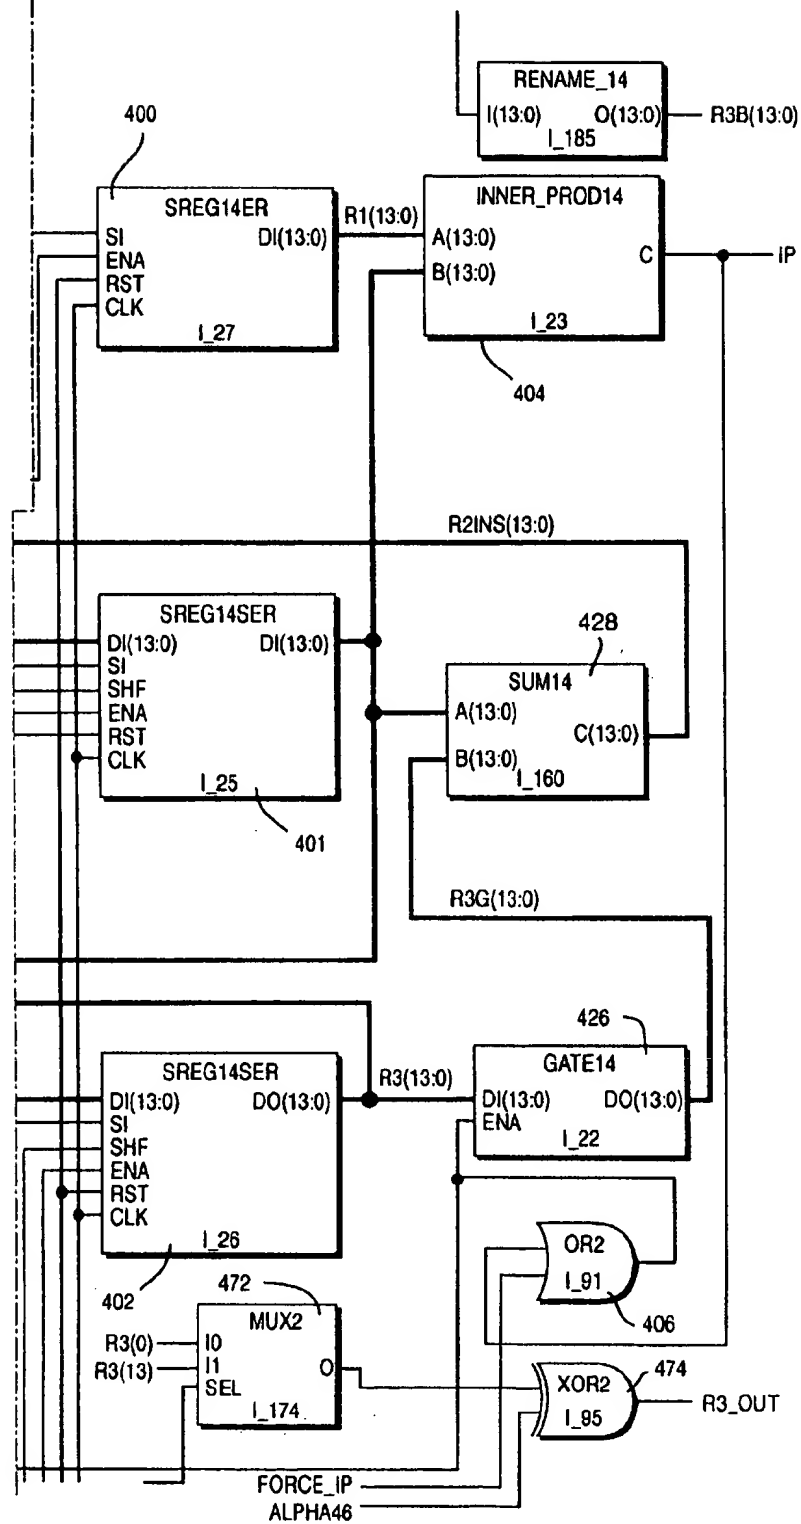 RENAME_14
I(13:0) O(13:0) R3B(13:0)
I_185
400
SREG14ER
SI DI(13:0) R1(13:0)
ENA
RST
CLK
I_27
INNER_PROD14
A(13:0) C IP
B(13:0)
I_23
404
R2INS(13:0)
SREG14SER
DI(13:0) DI(13:0)
SI
SHF
ENA
RST
CLK
I_25
401
428
SUM14
A(13:0) C(13:0)
B(13:0)
I_160
R3G(13:0)
426
SREG14SER
DI(13:0) DO(13:0) R3(13:0)
SI
SHF
ENA
RST
CLK
I_26
402
GATE14
DI(13:0) DO(13:0)
ENA
I_22
OR2
I_91
406
472
MUX2
R3(0) I0
R3(13) I1 O
SEL
I_174
474
XOR2
I_95
R3_OUT
FORCE_IP
ALPHA46